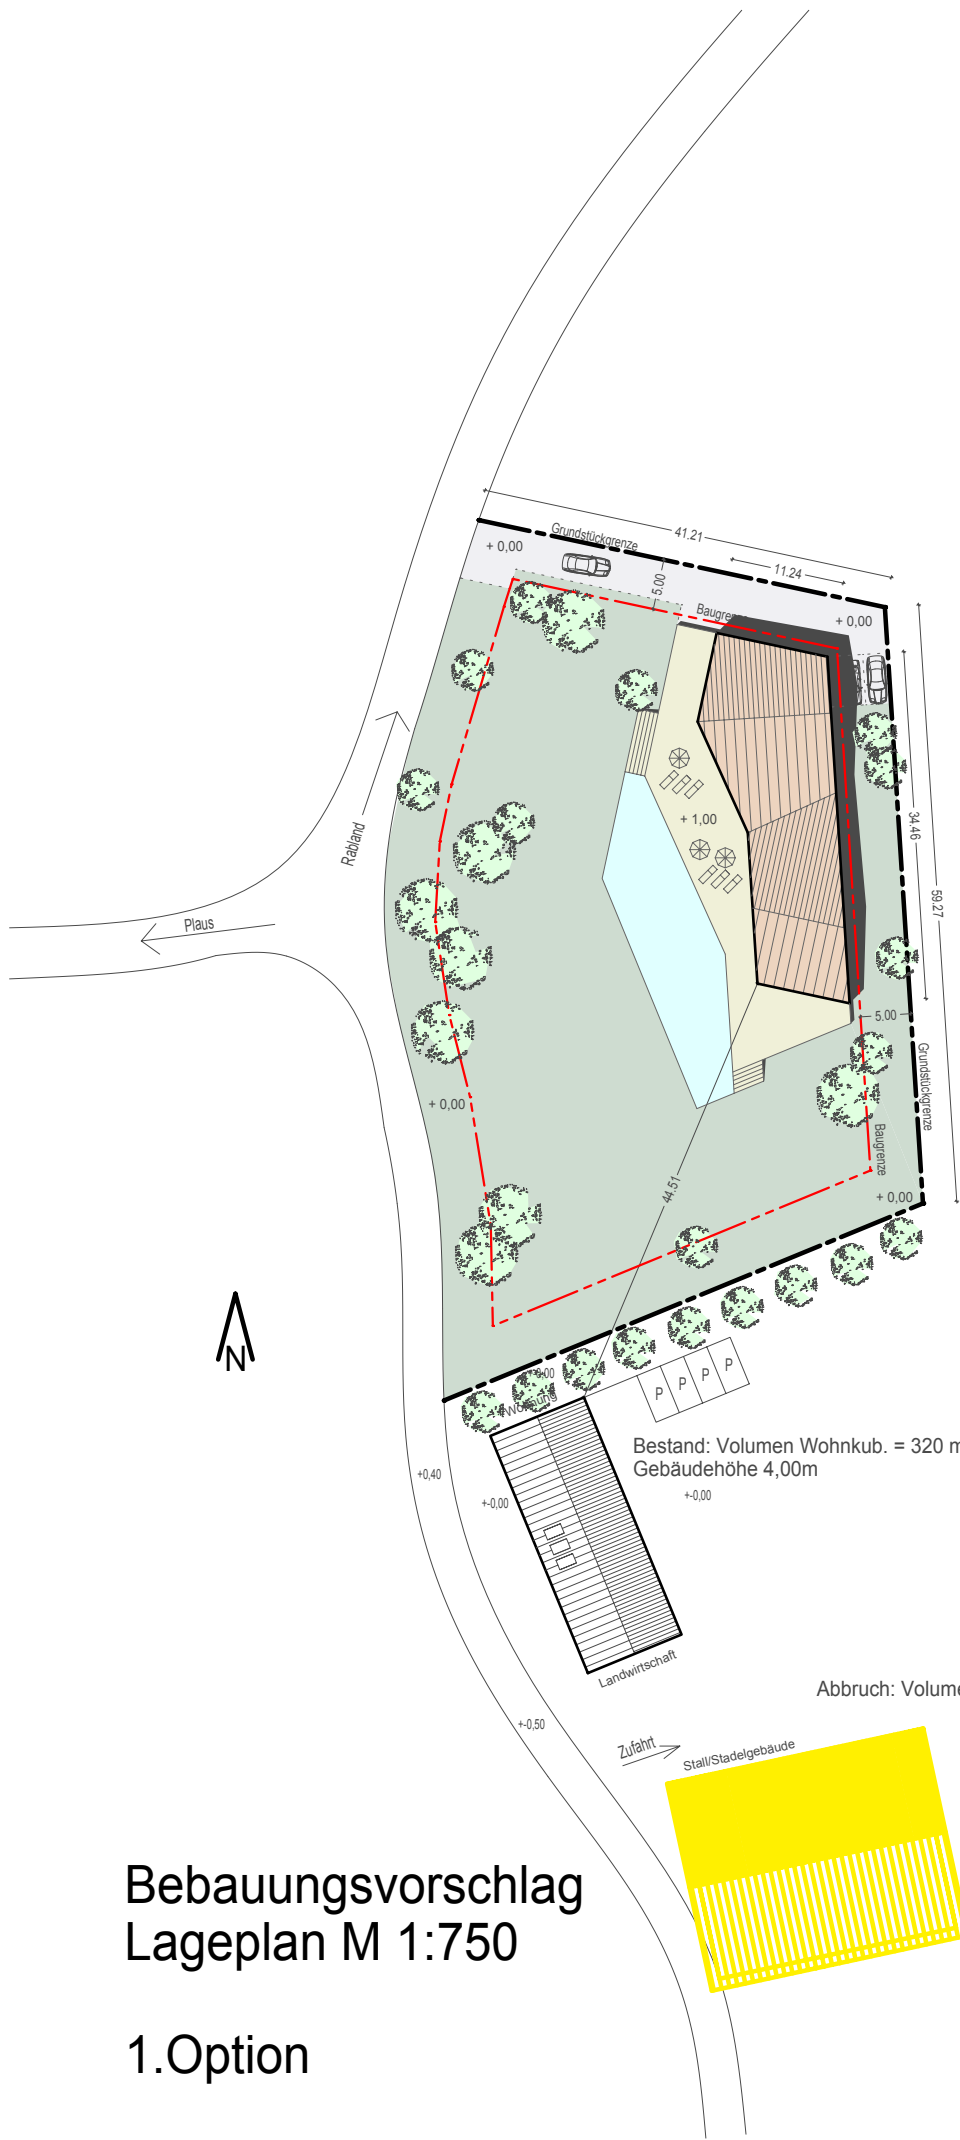 41.21
Grundstückgrenze
+ 0,00
11.24
5.00
Baugrenze
+ 0,00
Rabland
+ 1,00
34.46
59.27
Plaus
5.00
Grundstückgrenze
+ 0,00
Baugrenze
44.51
+ 0,00
N
Wohnung
P P P P
Bestand: Volumen Wohnkub. = 320 m
Gebäudehöhe 4,00m
+0,40
+-0,00
+-0,00
Landwirtschaft
Abbruch: Volume
+-0,50
Zufahrt
Stall/Stadelgebäude
Bebauungsvorschlag
Lageplan M 1:750
1.Option